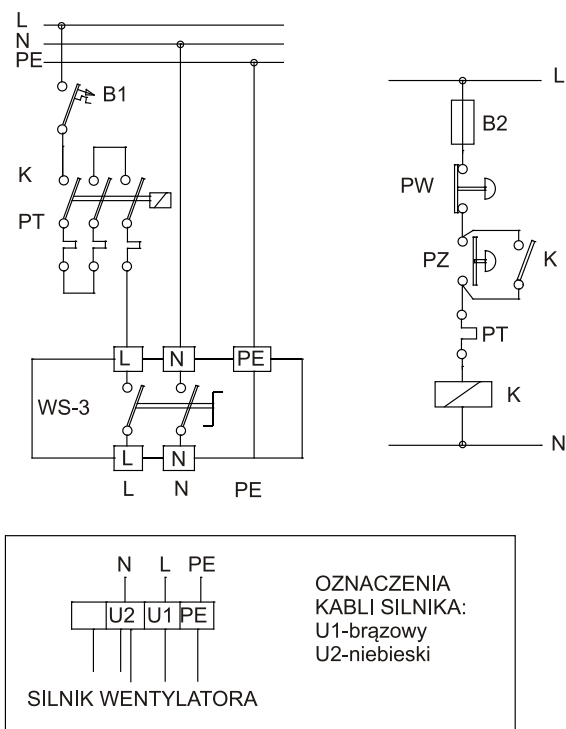 L
N
PE
B1
K
PT
L N PE
WS-3
L N
L N PE
L
B2
PW
PZ K
PT
K
N
N L PE
U2 U1 PE
SILNIK WENTYLATORA
OZNACZENIA
KABLI SILNIKA:
U1-brązowy
U2-niebieski